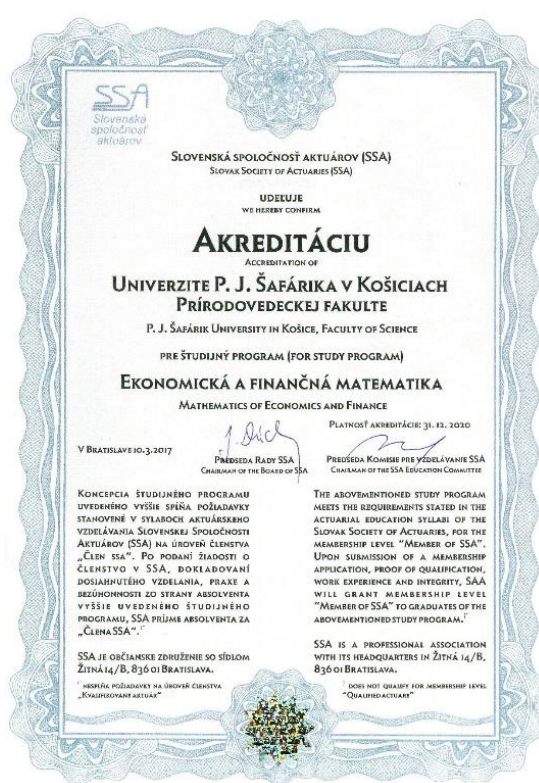 SSA
Slovenská
spoločnosť
aktuárov
SLOVENSKÁ SPOLOČNOSŤ AKTUÁROV (SSA)
SLOVAK SOCIETY OF ACTUARIES (SSA)
UDEĽUJE
WE HEREBY CONFIRM
AKREDITÁCIU
ACCREDITATION OF
UNIVERZITE P. J. ŠAFÁRIKA V KOŠICIACH
PRÍRODOVEDECKEJ FAKULTE
P. J. ŠAFÁRIK UNIVERSITY IN KOŠICE, FACULTY OF SCIENCE
PRE ŠTUDIJNÝ PROGRAM (FOR STUDY PROGRAM)
EKONOMICKÁ A FINANČNÁ MATEMATIKA
MATHEMATICS OF ECONOMICS AND FINANCE
PLATNOSŤ AKREDITÁCIE: 31. 12. 2020
V BRATISLAVE 10.3.2017
PREDSEDA RADY SSA
CHAIRMAN OF THE BOARD OF SSA
PREDSEDA KOMISIE PRE VZDELÁVANIE SSA
CHAIRMAN OF THE SSA EDUCATION COMMITTEE
KONCEPCIA ŠTUDIJNÉHO PROGRAMU
UVEDENÉHO VYŠŠIE SPĹŇA POŽIADAVKY
STANOVENÉ V SYLABOCH AKTUÁRSKEHO
VZDELÁVANIA SLOVENSKEJ SPOLOČNOSTI
AKTUÁROV (SSA) NA ÚROVEŇ ČLENSTVA
„ČLEN SSA“. PO PODANÍ ŽIADOSTI O
ČLENSTVO V SSA, DOKLADOVANÍ
DOSIAHNUTÉHO VZDELANIA, PRAXE A
BEZÚHONNOSTI ZO STRANY ABSOLVENTA
VYŠŠIE UVEDENÉHO ŠTUDIJNÉHO
PROGRAMU, SSA PRIJME ABSOLVENTA ZA
„ČLENA SSA“.
SSA JE OBČIANSKE ZDRUŽENIE SO SÍDLOM
ŽITNÁ 14/B, 836 01 BRATISLAVA.
NESPĹŇA POŽIADAVKY NA ÚROVEŇ ČLENSTVA
„KVALIFIKOVANÝ AKTUÁR“
THE ABOVEMENTIONED STUDY PROGRAM
MEETS THE REQUIREMENTS STATED IN THE
ACTUARIAL EDUCATION SYLLABI OF THE
SLOVAK SOCIETY OF ACTUARIES, FOR THE
MEMBERSHIP LEVEL "MEMBER OF SSA".
UPON SUBMISSION OF A MEMBERSHIP
APPLICATION, PROOF OF QUALIFICATION,
WORK EXPERIENCE AND INTEGRITY, SAA
WILL GRANT MEMBERSHIP LEVEL
"MEMBER OF SSA" TO GRADUATES OF THE
ABOVEMENTIONED STUDY PROGRAM.
SSA IS A PROFESSIONAL ASSOCIATION
WITH ITS HEADQUARTERS IN ŽITNÁ 14/B,
836 01 BRATISLAVA.
DOES NOT QUALIFY FOR MEMBERSHIP LEVEL
"QUALIFIED ACTUARY"